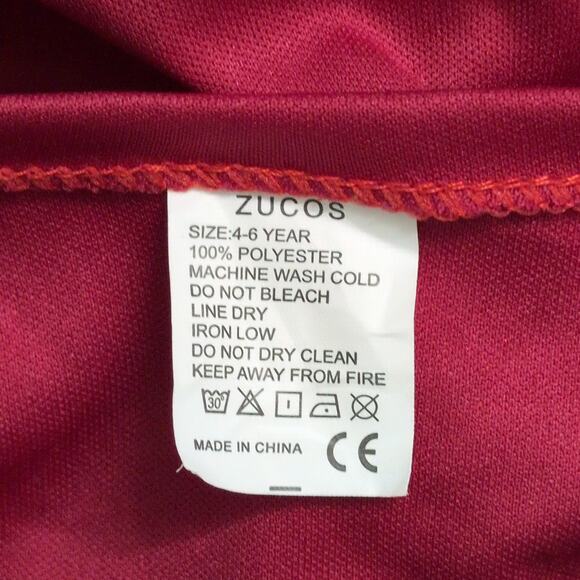 ZUCOS
SIZE:4-6 YEAR
100% POLYESTER
MACHINE WASH COLD
DO NOT BLEACH
LINE DRY
IRON LOW
DO NOT DRY CLEAN
KEEP AWAY FROM FIRE
30°
MADE IN CHINA CE